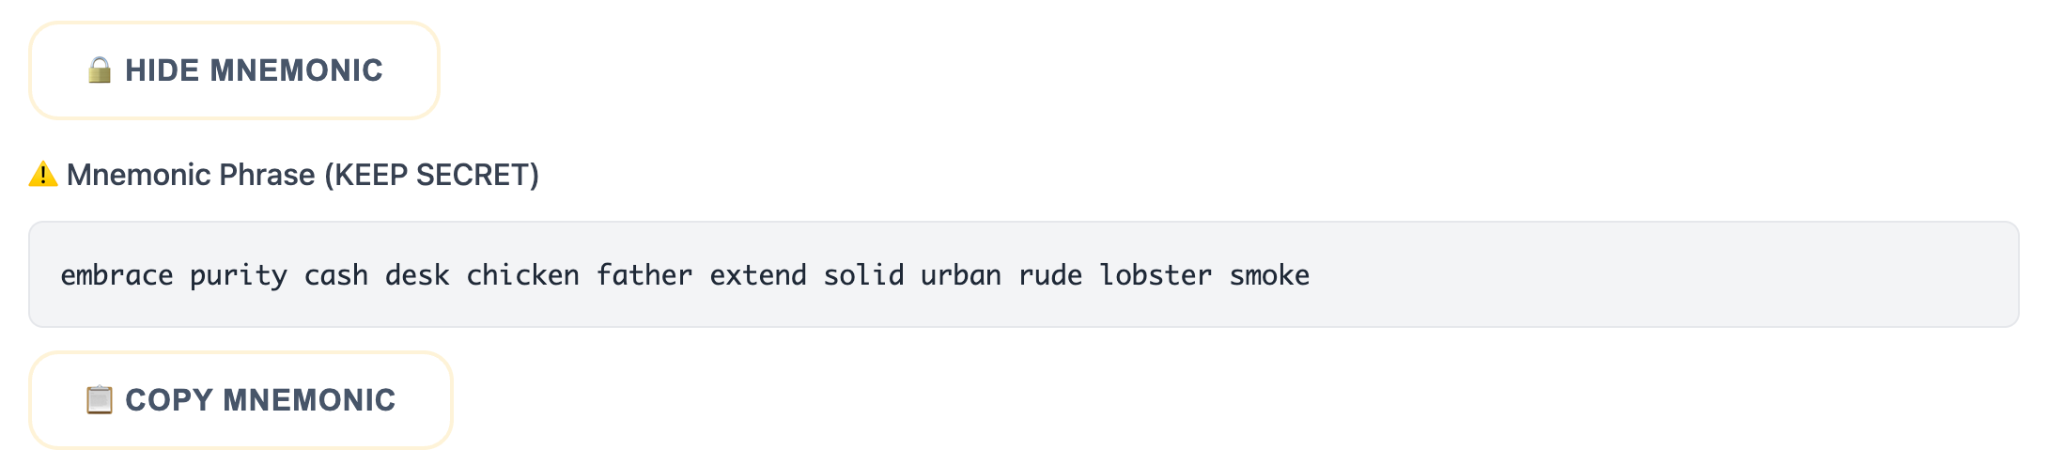 🔒 HIDE MNEMONIC
⚠️ Mnemonic Phrase (KEEP SECRET)
embrace purity cash desk chicken father extend solid urban rude lobster smoke
📋 COPY MNEMONIC